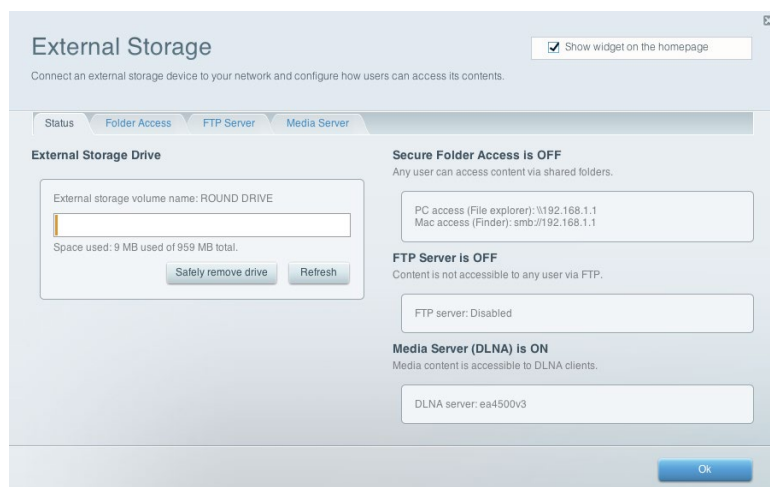 External Storage
Show widget on the homepage
Connect an external storage device to your network and configure how users can access its contents.
Status
Folder Access
FTP Server
Media Server
External Storage Drive
External storage volume name: ROUND DRIVE
Space used: 9 MB used of 959 MB total.
Safely remove drive
Refresh
Secure Folder Access is OFF
Any user can access content via shared folders.
PC access (File explorer): \\192.168.1.1
Mac access (Finder): smb://192.168.1.1
FTP Server is OFF
Content is not accessible to any user via FTP.
FTP server: Disabled
Media Server (DLNA) is ON
Media content is accessible to DLNA clients.
DLNA server: ea4500v3
Ok